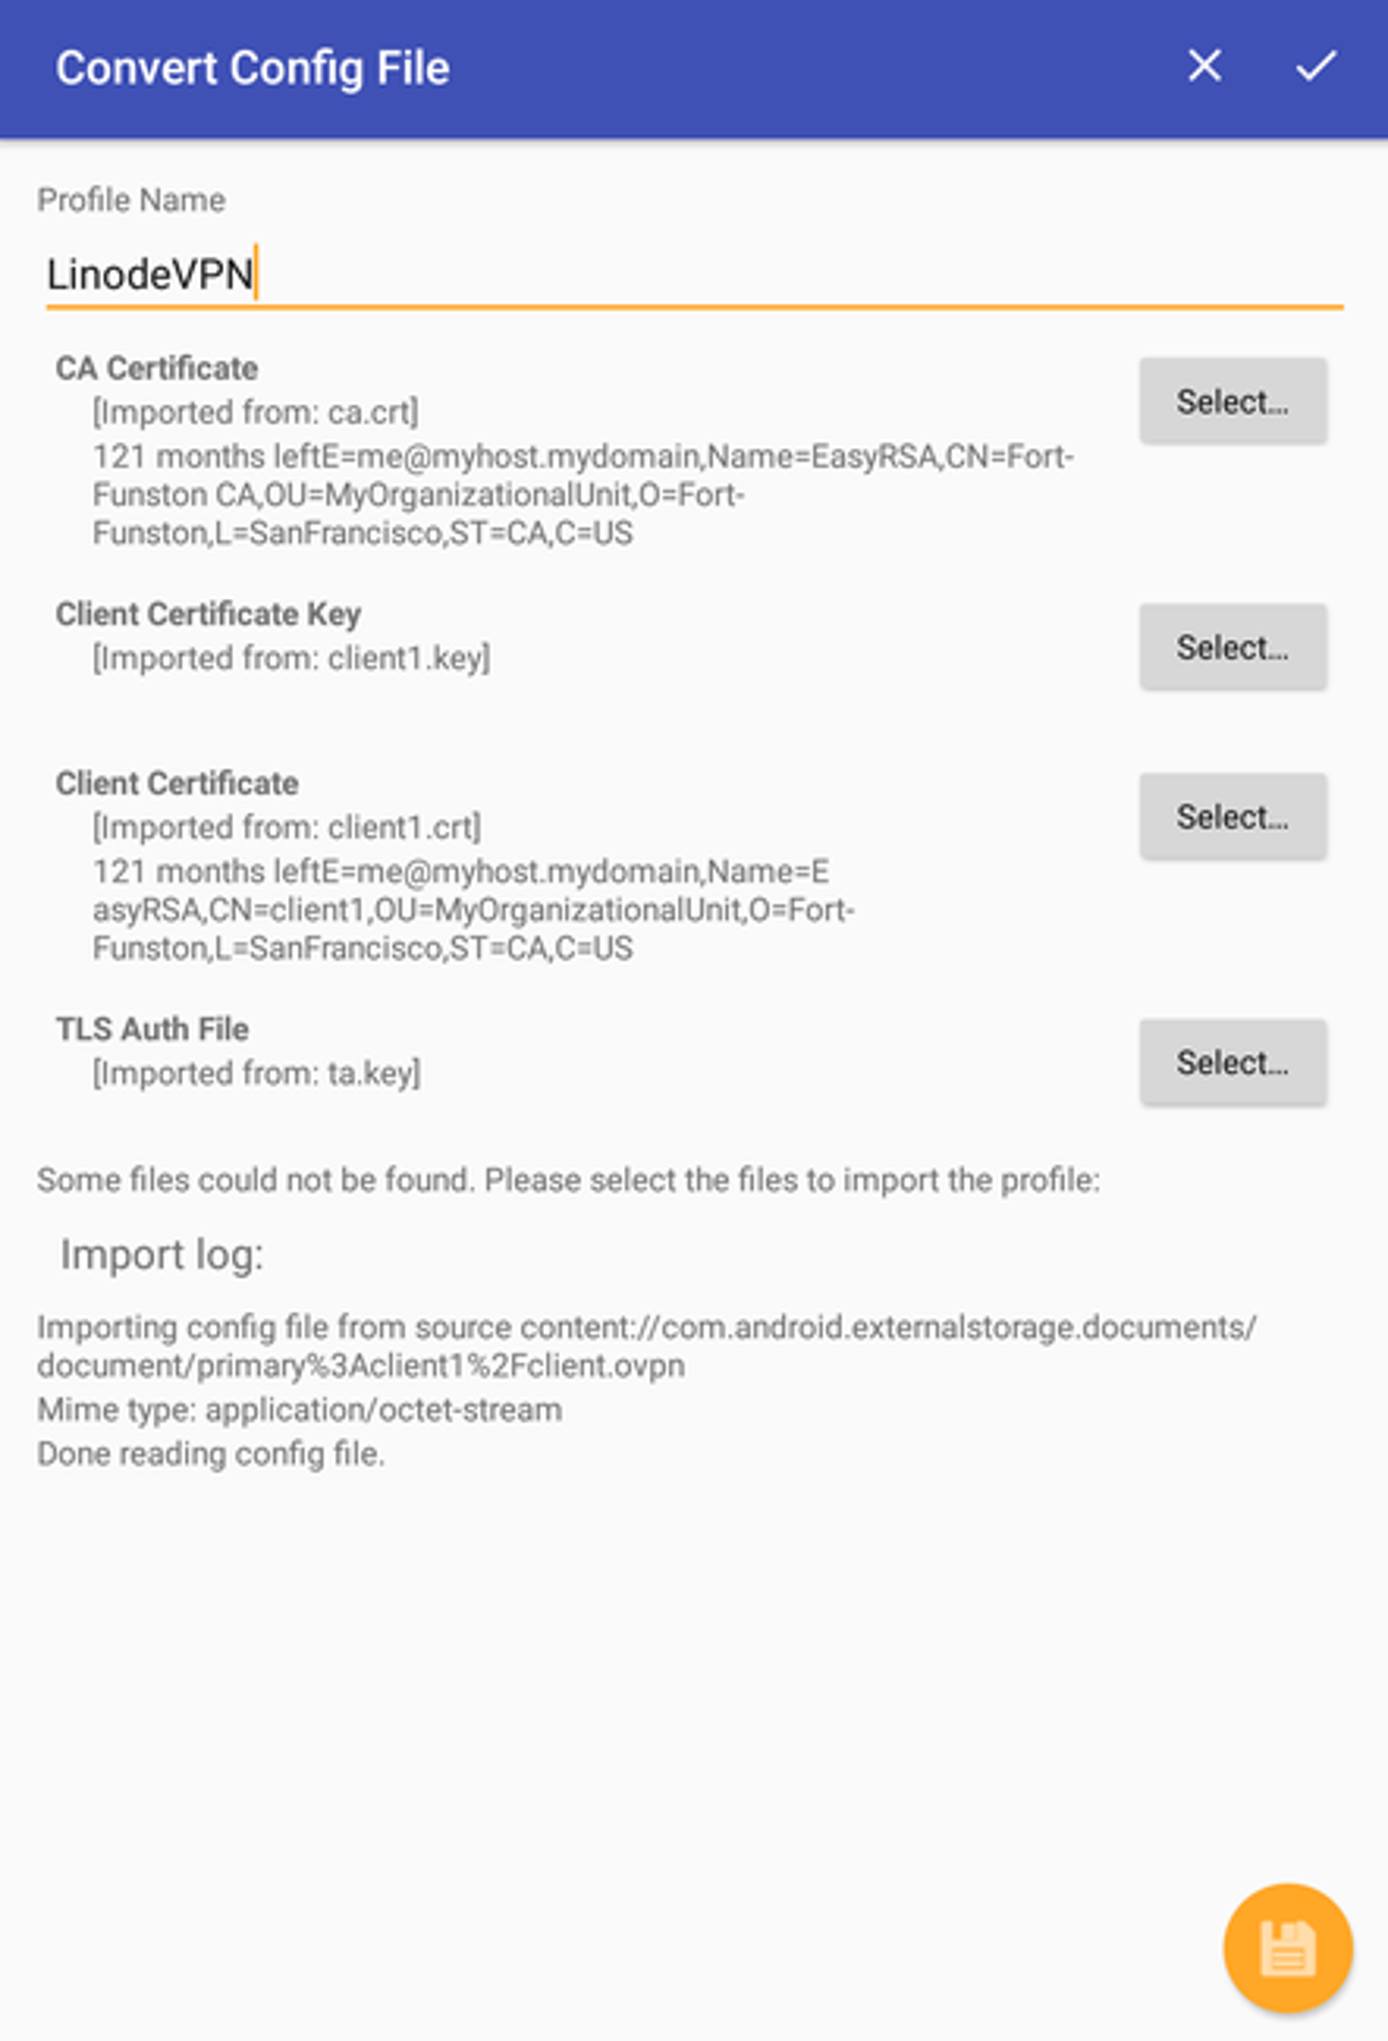 Convert Config File
Profile Name
LinodeVPN
CA Certificate
Select...
[Imported from: ca.crt]
121 months leftE=me@myhost.mydomain,Name=EasyRSA,CN=Fort-
Funston CA,OU=MyOrganizationalUnit,O=Fort-
Funston,L=SanFrancisco,ST=CA,C=US
Client Certificate Key
Select...
[Imported from: client1.key]
Client Certificate
Select...
[Imported from: client1.crt]
121 months leftE=me@myhost.mydomain,Name=E
asyRSA,CN=client1,OU=MyOrganizationalUnit,O=Fort-
Funston,L=SanFrancisco,ST=CA,C=US
TLS Auth File
Select...
[Imported from: ta.key]
Some files could not be found. Please select the files to import the profile:
Import log:
Importing config file from source content://com.android.externalstorage.documents/
document/primary%3Aclient1%2Fclient.ovpn
Mime type: application/octet-stream
Done reading config file.